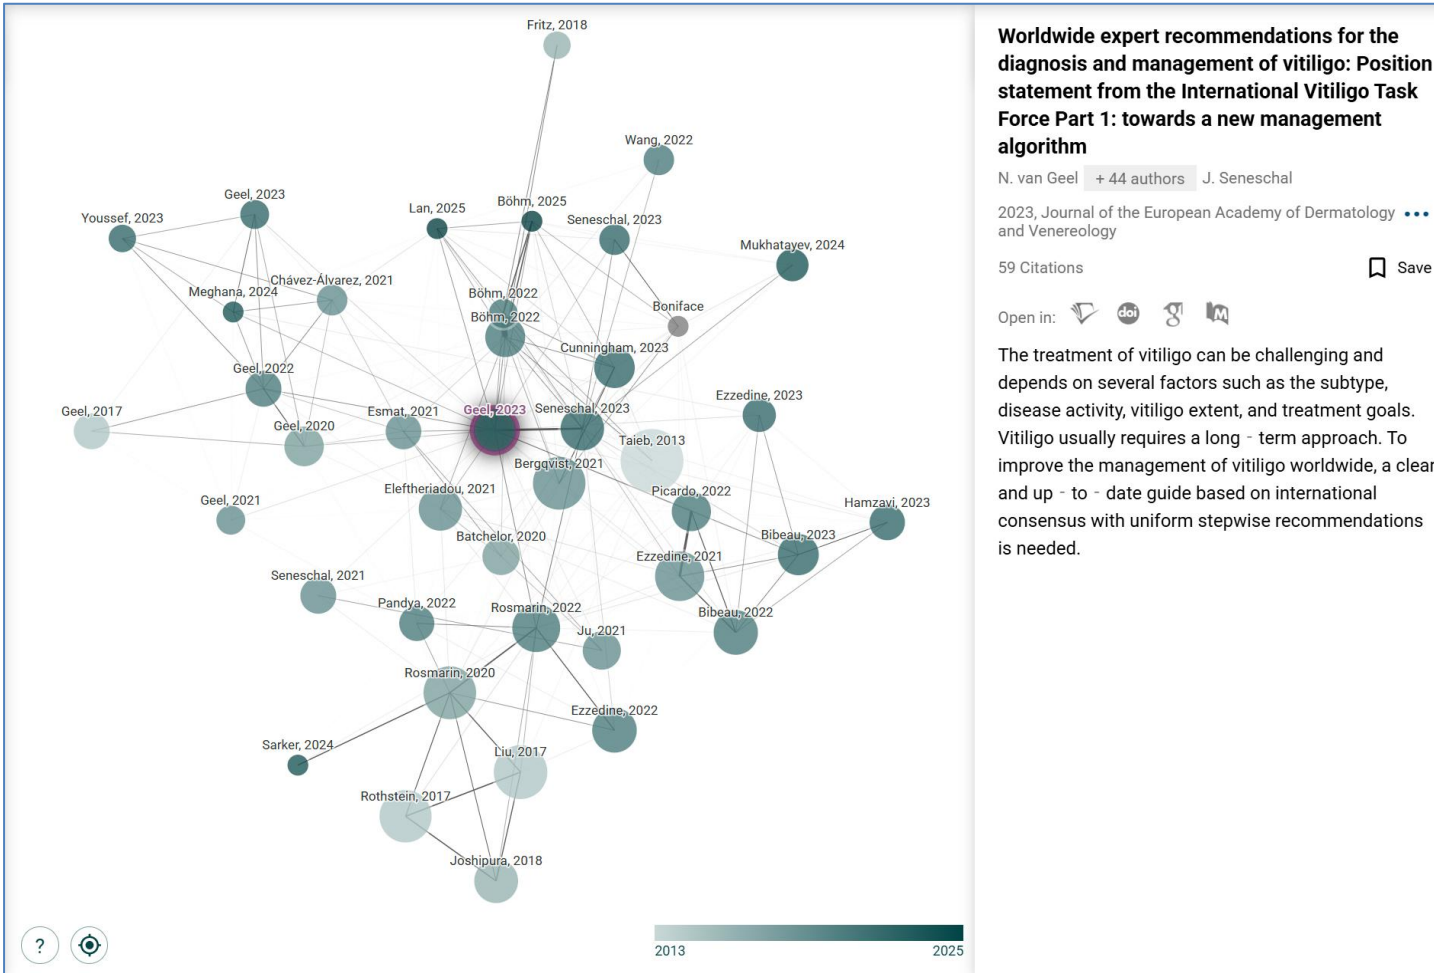 Fritz, 2018
Wang, 2022
Geel, 2023
Youssef, 2023
Lan, 2025
Böhm, 2025
Seneschal, 2023
Mukhatayev, 2024
Chávez-Álvarez, 2021
Meghana, 2024
Böhm, 2022
Boniface
Böhm, 2022
Cunningham, 2023
Geel, 2022
Ezzedine, 2023
Geel, 2017
Esmat, 2021
Geel, 2023
Seneschal, 2023
Geel, 2020
Taieb, 2013
Bergqvist, 2021
Eleftheriadou, 2021
Picardo, 2022
Geel, 2021
Hamzavi, 2023
Batchelor, 2020
Bibeau, 2023
Ezzedine, 2021
Seneschal, 2021
Pandya, 2022
Rosmarin, 2022
Bibeau, 2022
Ju, 2021
Rosmarin, 2020
Ezzedine, 2022
Sarker, 2024
Liu, 2017
Rothstein, 2017
Joshipura, 2018
?
2013
2025
Worldwide expert recommendations for the
diagnosis and management of vitiligo: Position
statement from the International Vitiligo Task
Force Part 1: towards a new management
algorithm
N. van Geel + 44 authors J. Seneschal
2023, Journal of the European Academy of Dermatology
and Venereology
59 Citations
Save
Open in: doi g M
The treatment of vitiligo can be challenging and
depends on several factors such as the subtype,
disease activity, vitiligo extent, and treatment goals.
Vitiligo usually requires a long‐term approach. To
improve the management of vitiligo worldwide, a clear
and up‐to‐date guide based on international
consensus with uniform stepwise recommendations
is needed.